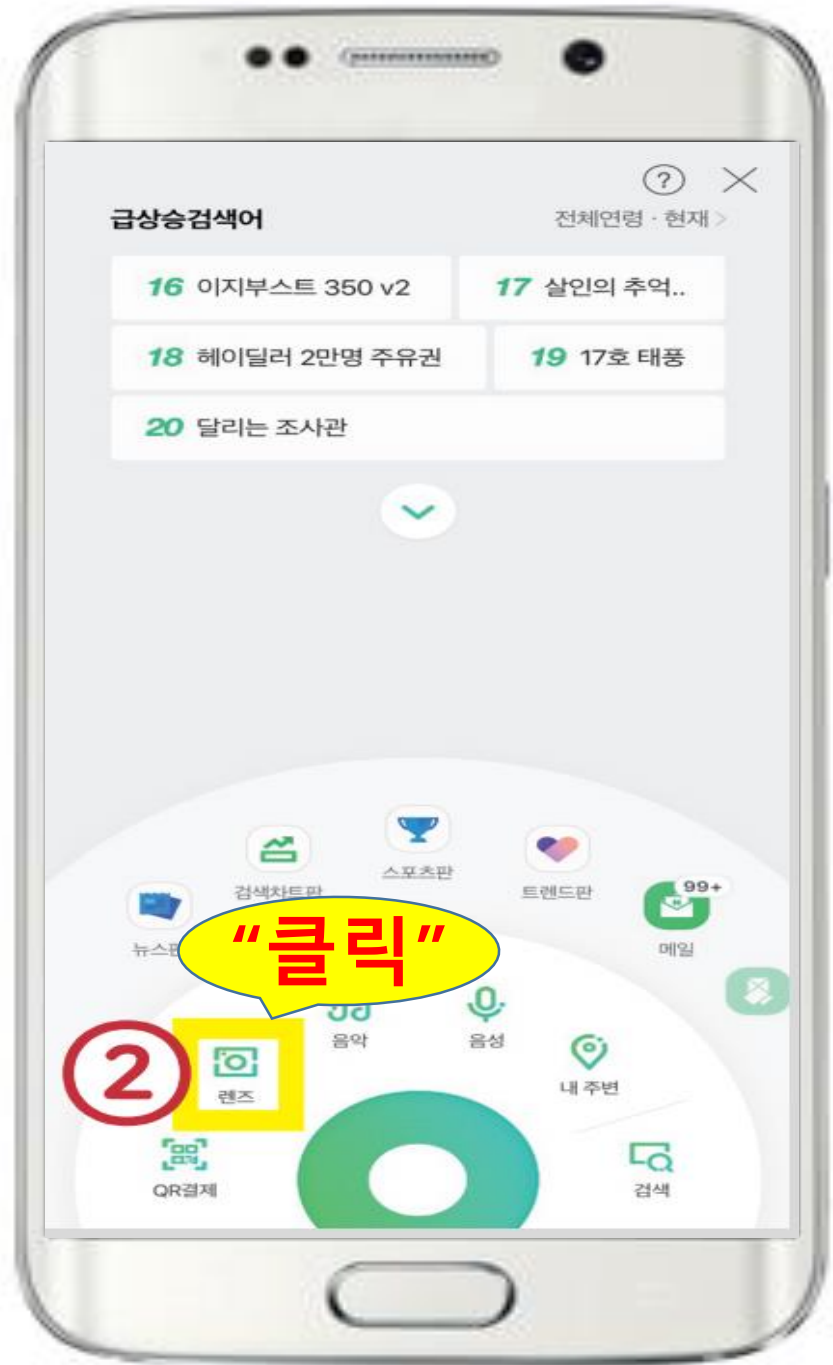 급상승검색어 전체연령 · 현재 >
16 이지부스트 350 v2 17 살인의 추억..
18 헤이딜러 2만명 주유권 19 17호 태풍
20 달리는 조사관
스포츠판
검색차트판 트렌드판 99+
뉴스판 "클릭" 메일
음악 음성
2 렌즈 내 주변
QR결제 검색